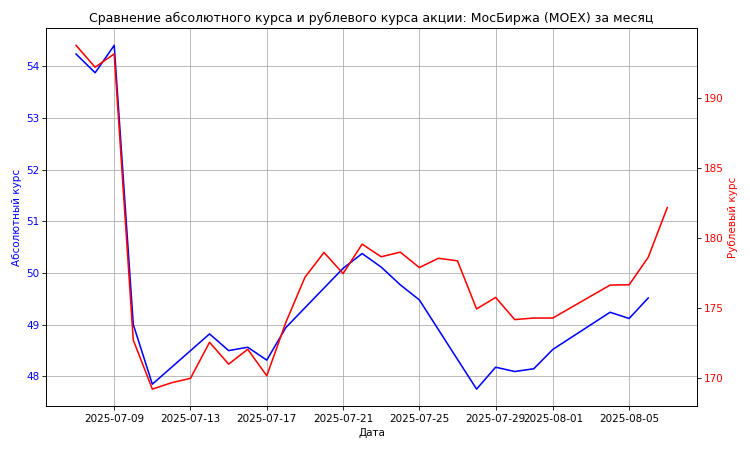 Сравнение абсолютного курса и рублевого курса акции: МосБиржа (MOEX) за месяц
Абсолютный курс
54
53
52
51
50
49
48
190
185
180
175
170
Рублевый курс
2025-07-09 2025-07-13 2025-07-17 2025-07-21 2025-07-25 2025-07-29 2025-08-01 2025-08-05
Дата